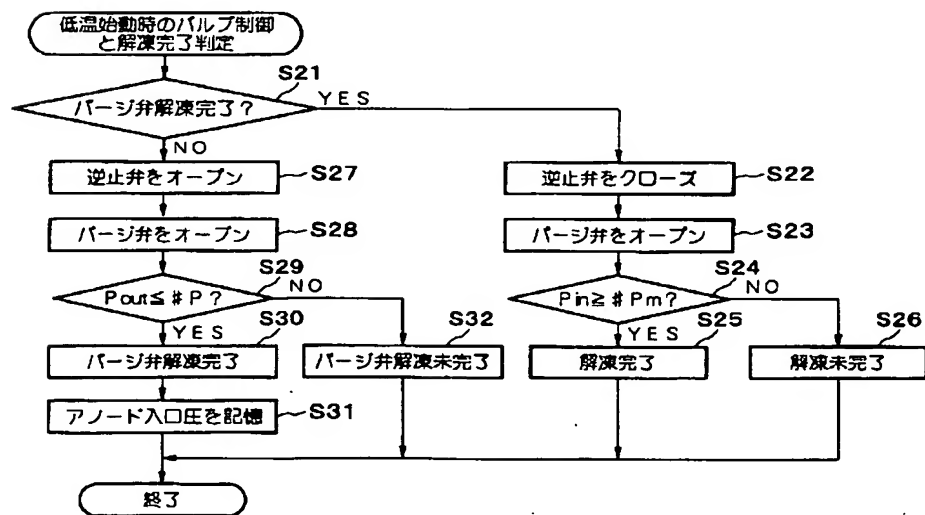 低温始動時のバルブ制御
と解凍完了判定
S21
パージ弁解凍完了?
YES
NO
逆止弁をオープン
S27
逆止弁をクローズ
S22
パージ弁をオープン
S28
パージ弁をオープン
S23
S29
Pout≦#P?
NO
YES
S24
Pin≧#Pm?
NO
YES
S30
パージ弁解凍完了
S32
パージ弁解凍未完了
S25
解凍完了
S26
解凍未完了
アノード入口圧を記憶
S31
終了